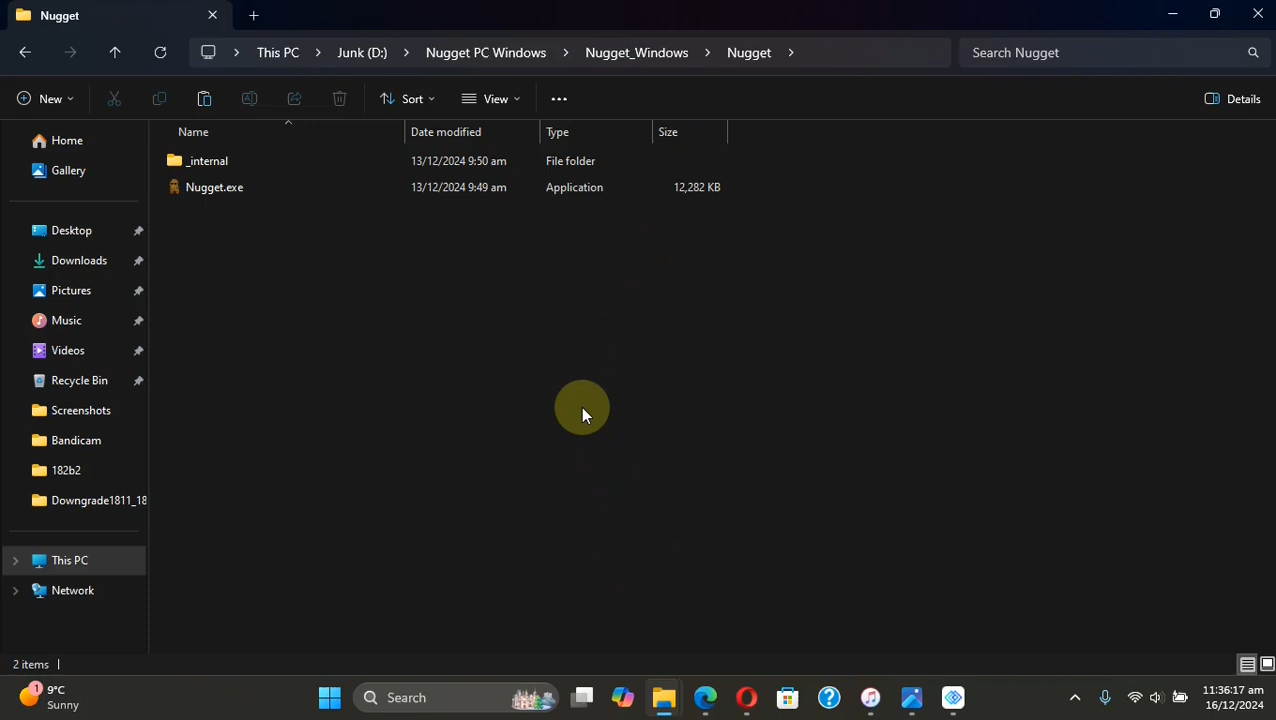 Nugget
This PC Junk (D:) Nugget PC Windows Nugget_Windows Nugget
Search Nugget
New Sort View Details
Name Date modified Type Size
_internal 13/12/2024 9:50 am File folder
Nugget.exe 13/12/2024 9:49 am Application 12,282 KB
Home
Gallery
Desktop
Downloads
Pictures
Music
Videos
Recycle Bin
Screenshots
Bandicam
182b2
Downgrade1811_18
This PC
Network
2 items
1
9°C
Sunny
Search
11:36:17 am
16/12/2024